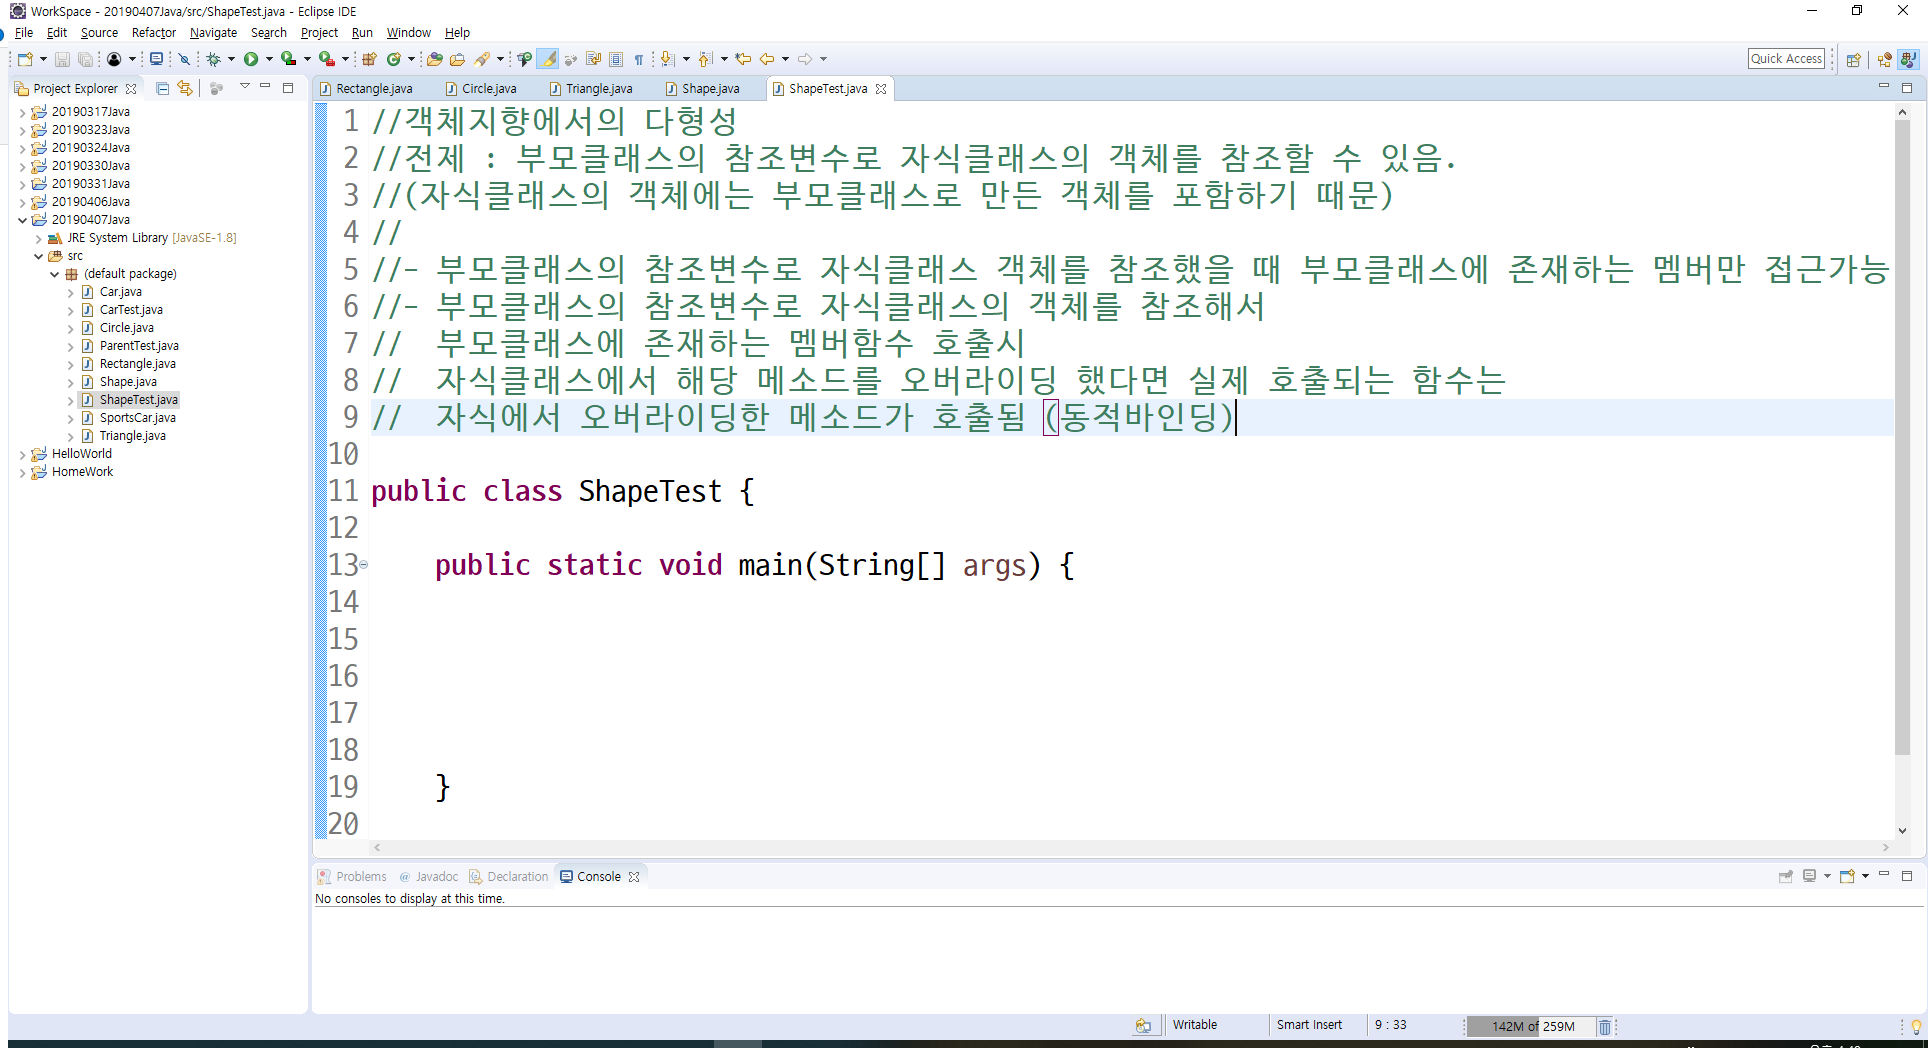 WorkSpace - 20190407Java/src/ShapeTest.java - Eclipse IDE
File Edit Source Refactor Navigate Search Project Run Window Help
Quick Access
Project Explorer
Rectangle.java Circle.java Triangle.java Shape.java ShapeTest.java
20190317Java
20190323Java
20190324Java
20190330Java
20190331Java
20190406Java
20190407Java
JRE System Library [JavaSE-1.8]
src
(default package)
Car.java
CarTest.java
Circle.java
ParentTest.java
Rectangle.java
Shape.java
ShapeTest.java
SportsCar.java
Triangle.java
HelloWorld
HomeWork
1 //객체지향에서의 다형성
2 //전제 : 부모클래스의 참조변수로 자식클래스의 객체를 참조할 수 있음.
3 //(자식클래스의 객체에는 부모클래스로 만든 객체를 포함하기 때문)
4 //
5 //- 부모클래스의 참조변수로 자식클래스 객체를 참조했을 때 부모클래스에 존재하는 멤버만 접근가능
6 //- 부모클래스의 참조변수로 자식클래스의 객체를 참조해서
7 //  부모클래스에 존재하는 멤버함수 호출시
8 //  자식클래스에서 해당 메소드를 오버라이딩 했다면 실제 호출되는 함수는
9 //  자식에서 오버라이딩한 메소드가 호출됨 (동적바인딩)
10
11 public class ShapeTest {
12
13     public static void main(String[] args) {
14
15
16
17
18
19     }
20
Problems @ Javadoc Declaration Console
No consoles to display at this time.
Writable Smart Insert 9 : 33 142M of 259M